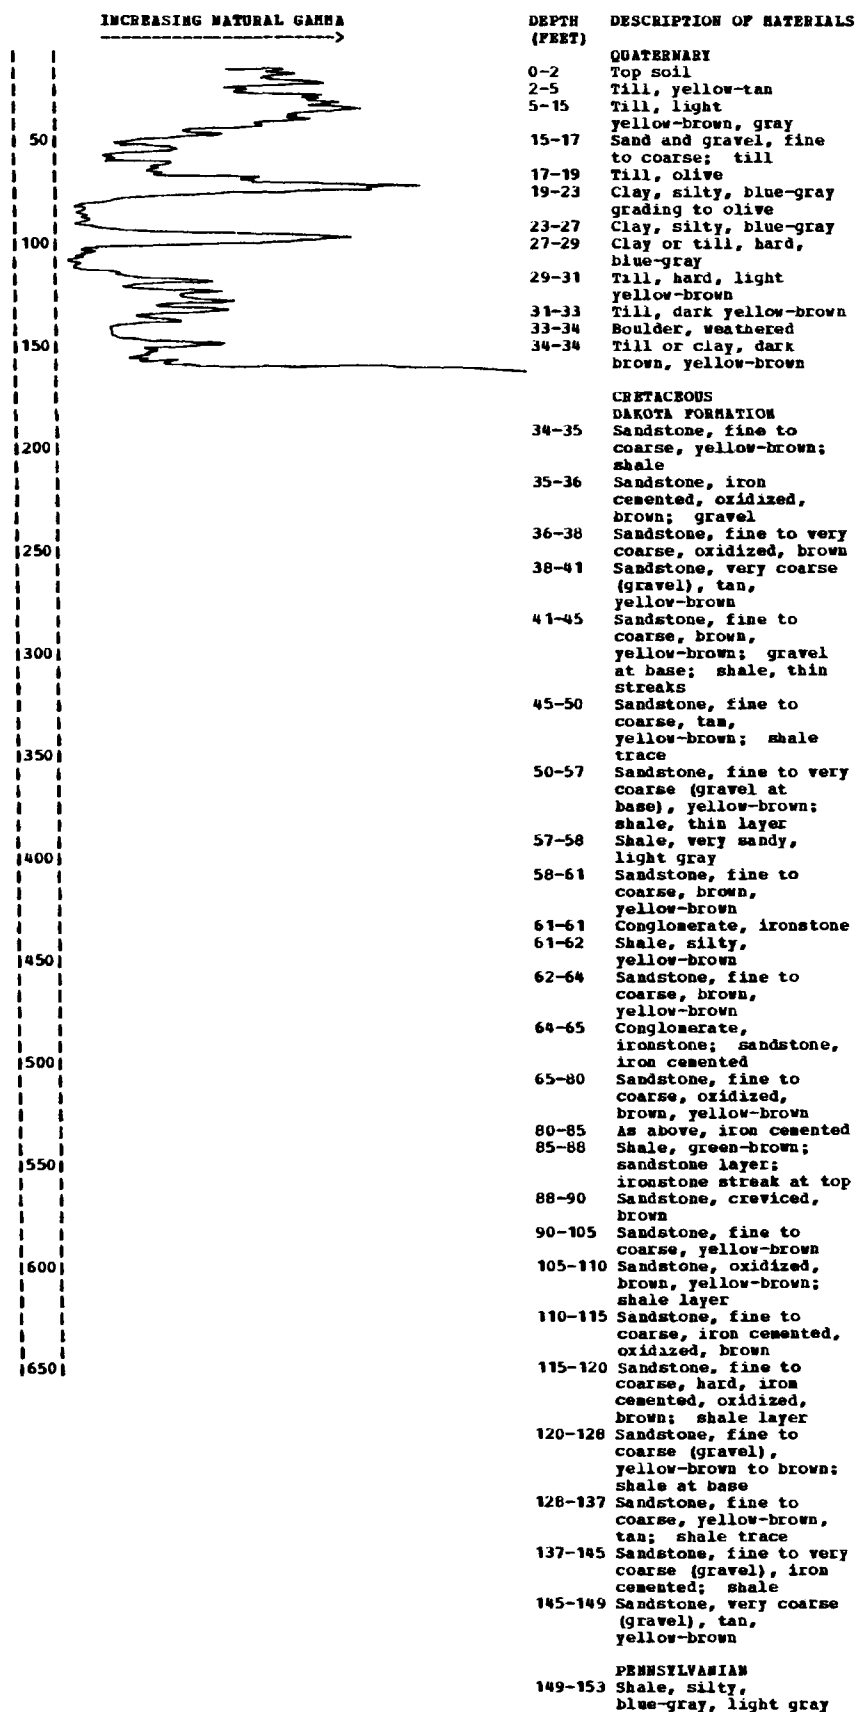 INCREASING NATURAL GAMMA
------------------------>
50
100
150
200
250
300
350
400
450
500
550
600
650
DEPTH DESCRIPTION OF MATERIALS
(FEET)
QUATERNARY
0-2 Top soil
2-5 Till, yellow-tan
5-15 Till, light
yellow-brown, gray
15-17 Sand and gravel, fine
to coarse; till
17-19 Till, olive
19-23 Clay, silty, blue-gray
grading to olive
23-27 Clay, silty, blue-gray
27-29 Clay or till, hard,
blue-gray
29-31 Till, hard, light
yellow-brown
31-33 Till, dark yellow-brown
33-34 Boulder, weathered
34-34 Till or clay, dark
brown, yellow-brown
CRETACEOUS
DAKOTA FORMATION
34-35 Sandstone, fine to
coarse, yellow-brown;
shale
35-36 Sandstone, iron
cemented, oxidized,
brown; gravel
36-38 Sandstone, fine to very
coarse, oxidized, brown
38-41 Sandstone, very coarse
(gravel), tan,
yellow-brown
41-45 Sandstone, fine to
coarse, brown,
yellow-brown; gravel
at base; shale, thin
streaks
45-50 Sandstone, fine to
coarse, tan,
yellow-brown; shale
trace
50-57 Sandstone, fine to very
coarse (gravel at
base), yellow-brown;
shale, thin layer
57-58 Shale, very sandy,
light gray
58-61 Sandstone, fine to
coarse, brown,
yellow-brown
61-61 Conglomerate, ironstone
61-62 Shale, silty,
yellow-brown
62-64 Sandstone, fine to
coarse, brown,
yellow-brown
64-65 Conglomerate,
ironstone; sandstone,
iron cemented
65-80 Sandstone, fine to
coarse, oxidized,
brown, yellow-brown
80-85 As above, iron cemented
85-88 Shale, green-brown;
sandstone layer;
ironstone streak at top
88-90 Sandstone, creviced,
brown
90-105 Sandstone, fine to
coarse, yellow-brown
105-110 Sandstone, oxidized,
brown, yellow-brown;
shale layer
110-115 Sandstone, fine to
coarse, iron cemented,
oxidized, brown
115-120 Sandstone, fine to
coarse, hard, iron
cemented, oxidized,
brown; shale layer
120-128 Sandstone, fine to
coarse (gravel),
yellow-brown to brown;
shale at base
128-137 Sandstone, fine to
coarse, yellow-brown,
tan; shale trace
137-145 Sandstone, fine to very
coarse (gravel), iron
cemented; shale
145-149 Sandstone, very coarse
(gravel), tan,
yellow-brown
PENNSYLVANIAN
149-153 Shale, silty,
blue-gray, light gray